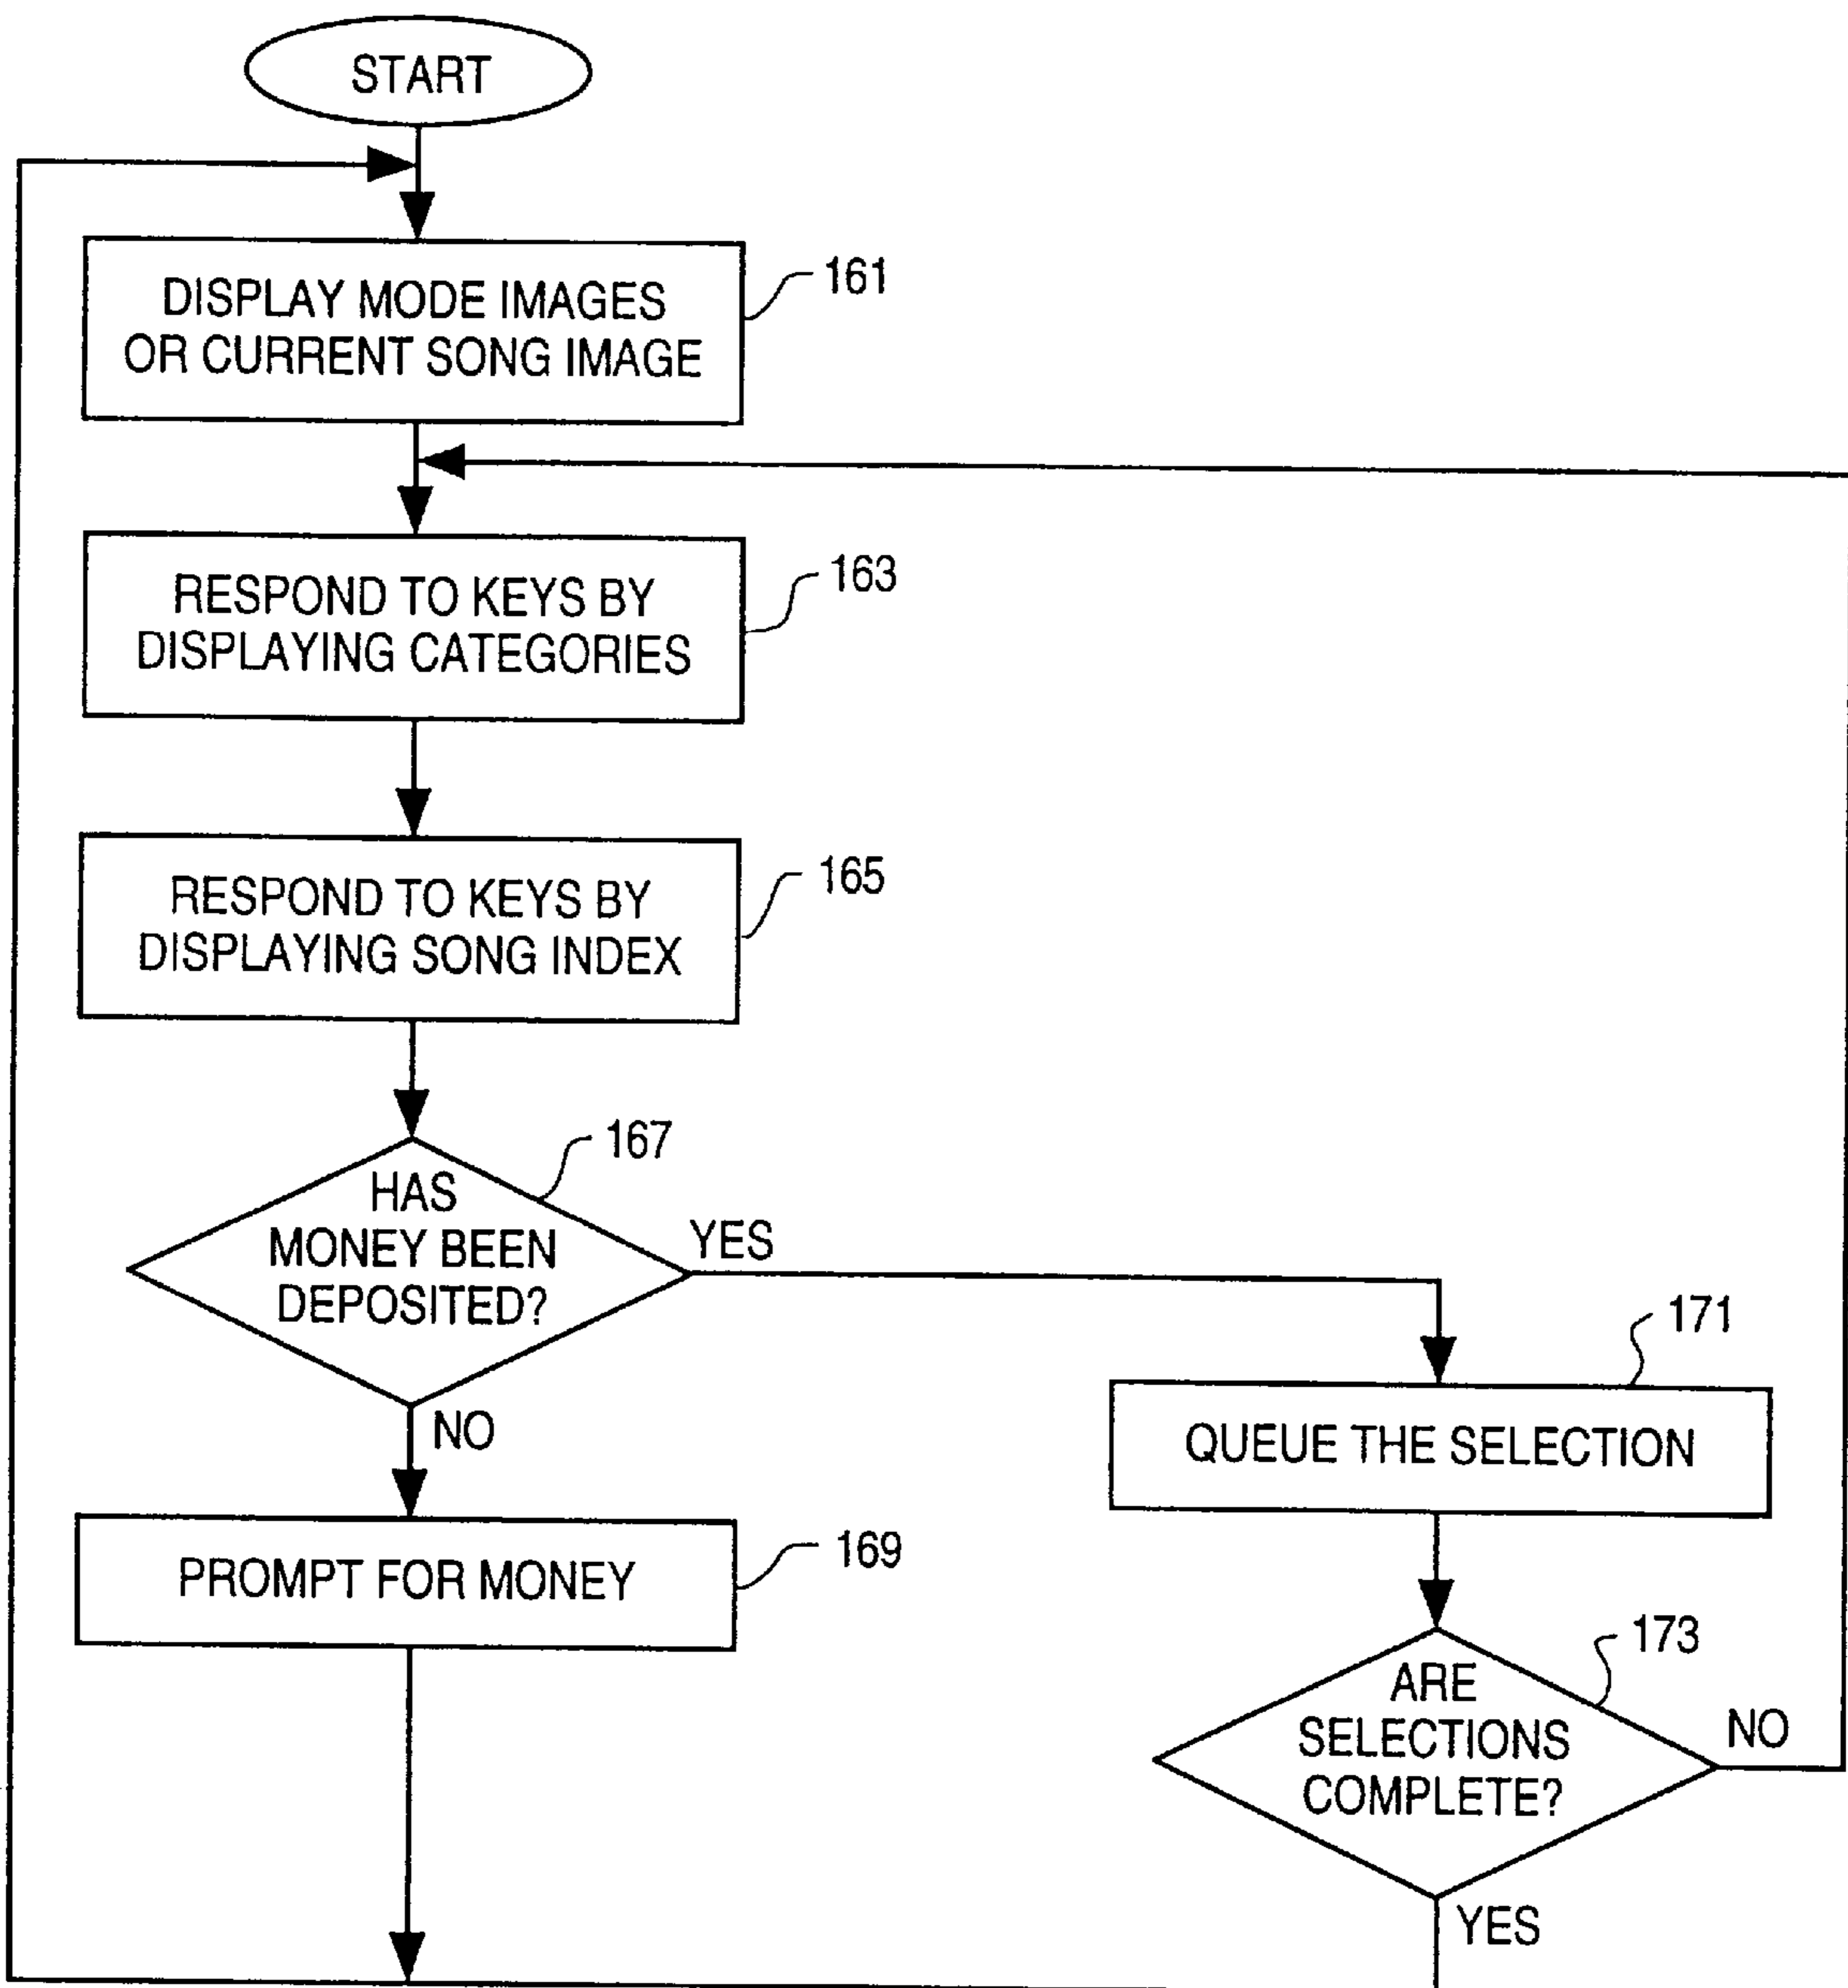 START
DISPLAY MODE IMAGES
OR CURRENT SONG IMAGE
161
RESPOND TO KEYS BY
DISPLAYING CATEGORIES
163
RESPOND TO KEYS BY
DISPLAYING SONG INDEX
165
HAS
MONEY BEEN
DEPOSITED?
167
YES
NO
171
QUEUE THE SELECTION
PROMPT FOR MONEY
169
173
ARE
SELECTIONS
COMPLETE?
NO
YES